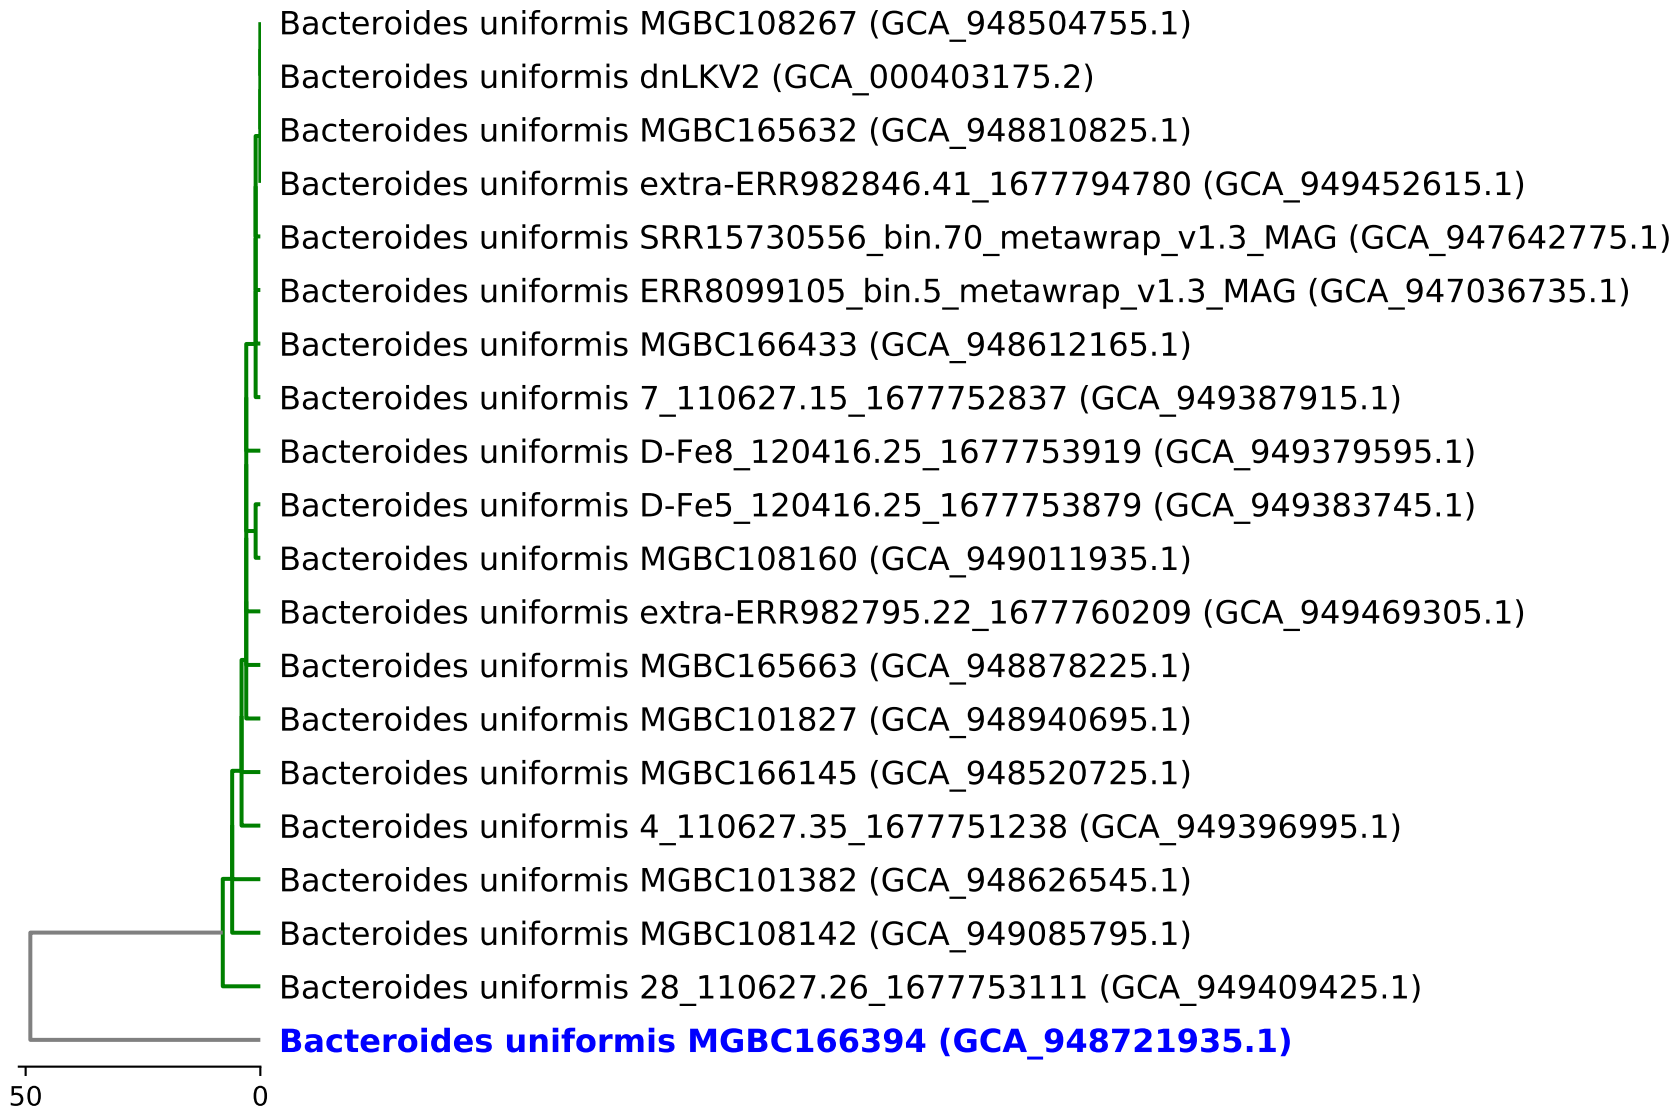 Bacteroides uniformis MGBC108267 (GCA_948504755.1)
Bacteroides uniformis dnLKV2 (GCA_000403175.2)
Bacteroides uniformis MGBC165632 (GCA_948810825.1)
Bacteroides uniformis extra-ERR982846.41_1677794780 (GCA_949452615.1)
Bacteroides uniformis SRR15730556_bin.70_metawrap_v1.3_MAG (GCA_947642775.1)
Bacteroides uniformis ERR8099105_bin.5_metawrap_v1.3_MAG (GCA_947036735.1)
Bacteroides uniformis MGBC166433 (GCA_948612165.1)
Bacteroides uniformis 7_110627.15_1677752837 (GCA_949387915.1)
Bacteroides uniformis D-Fe8_120416.25_1677753919 (GCA_949379595.1)
Bacteroides uniformis D-Fe5_120416.25_1677753879 (GCA_949383745.1)
Bacteroides uniformis MGBC108160 (GCA_949011935.1)
Bacteroides uniformis extra-ERR982795.22_1677760209 (GCA_949469305.1)
Bacteroides uniformis MGBC165663 (GCA_948878225.1)
Bacteroides uniformis MGBC101827 (GCA_948940695.1)
Bacteroides uniformis MGBC166145 (GCA_948520725.1)
Bacteroides uniformis 4_110627.35_1677751238 (GCA_949396995.1)
Bacteroides uniformis MGBC101382 (GCA_948626545.1)
Bacteroides uniformis MGBC108142 (GCA_949085795.1)
Bacteroides uniformis 28_110627.26_1677753111 (GCA_949409425.1)
Bacteroides uniformis MGBC166394 (GCA_948721935.1)
50 0